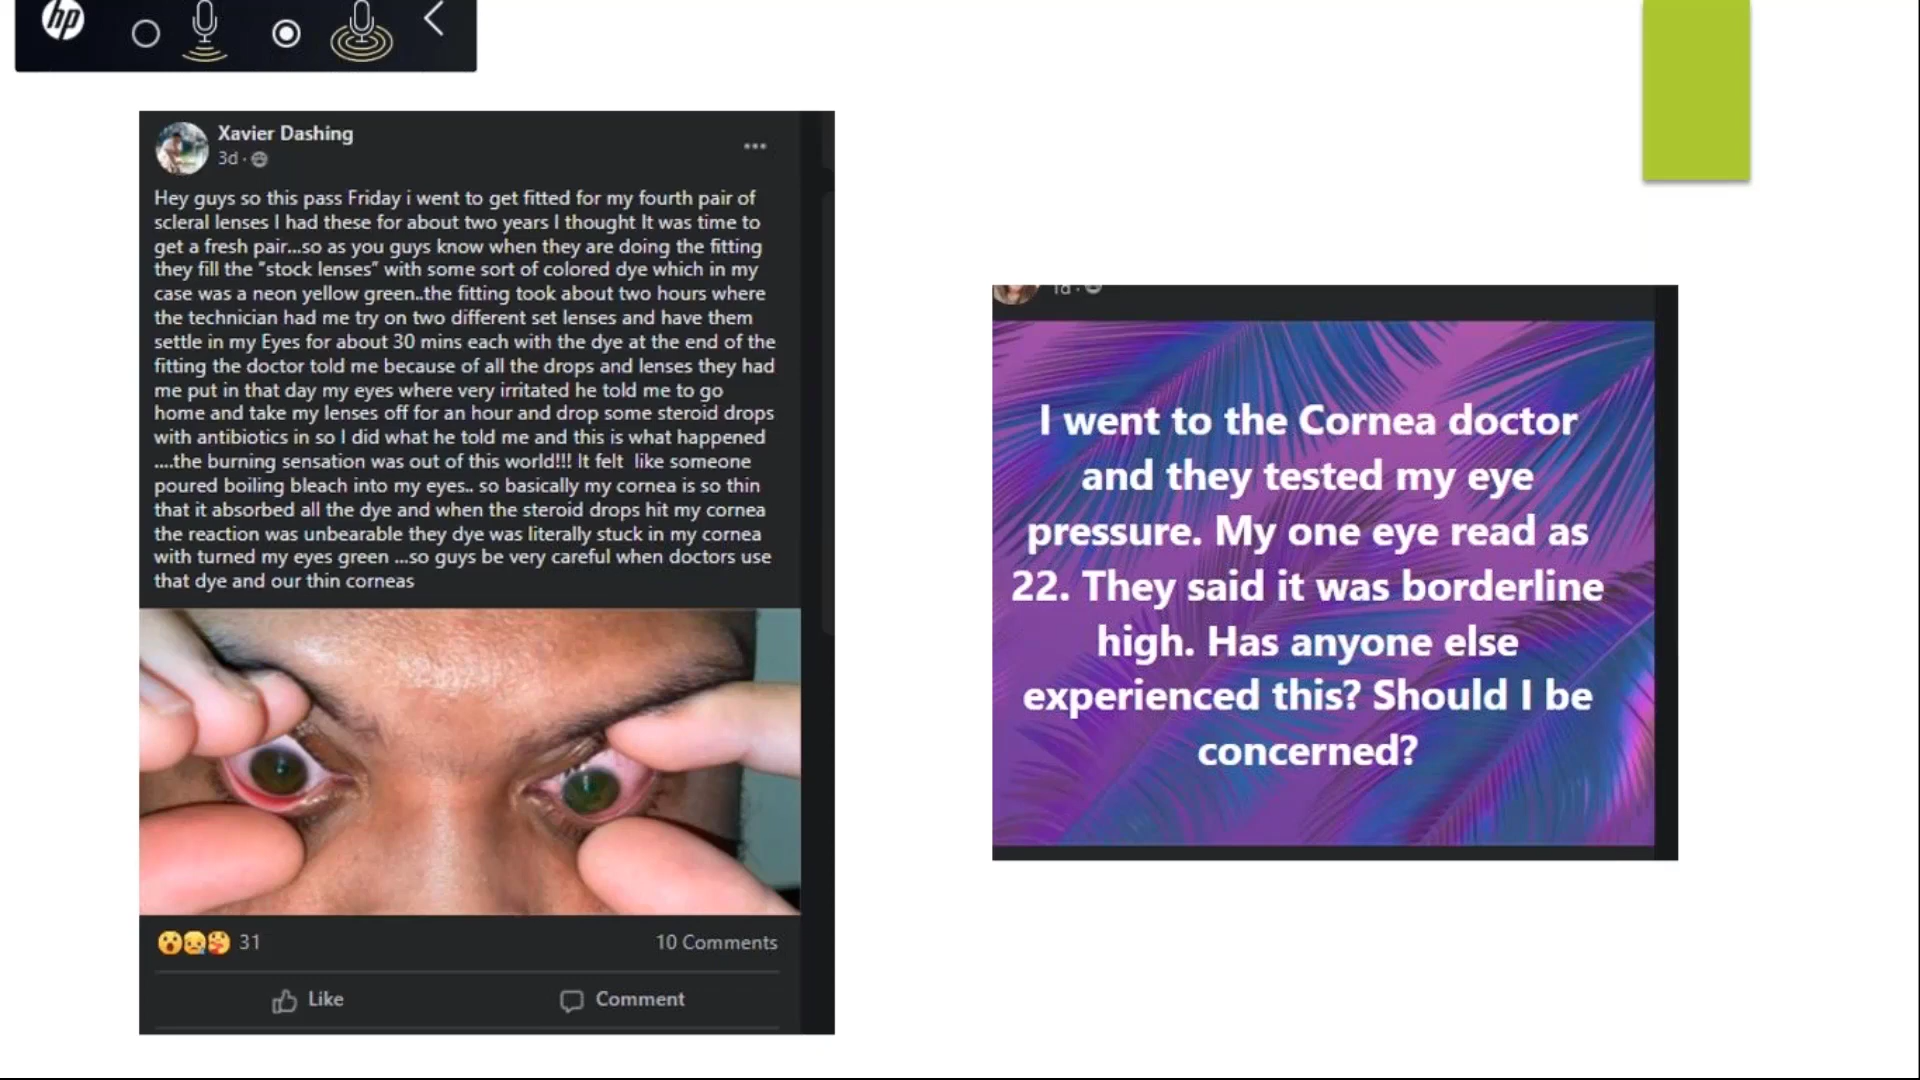 hp
Xavier Dashing
3d ·
Hey guys so this pass Friday i went to get fitted for my fourth pair of
scleral lenses I had these for about two years I thought It was time to
get a fresh pair...so as you guys know when they are doing the fitting
they fill the "stock lenses" with some sort of colored dye which in my
case was a neon yellow green..the fitting took about two hours where
the technician had me try on two different set lenses and have them
settle in my Eyes for about 30 mins each with the dye at the end of the
fitting the doctor told me because of all the drops and lenses they had
me put in that day my eyes where very irritated he told me to go
home and take my lenses off for an hour and drop some steroid drops
with antibiotics in so I did what he told me and this is what happened
....the burning sensation was out of this world!!! It felt like someone
poured boiling bleach into my eyes.. so basically my cornea is so thin
that it absorbed all the dye and when the steroid drops hit my cornea
the reaction was unbearable they dye was literally stuck in my cornea
with turned my eyes green ...so guys be very careful when doctors use
that dye and our thin corneas
31
10 Comments
Like
Comment
1d ·
I went to the Cornea doctor
and they tested my eye
pressure. My one eye read as
22. They said it was borderline
high. Has anyone else
experienced this? Should I be
concerned?